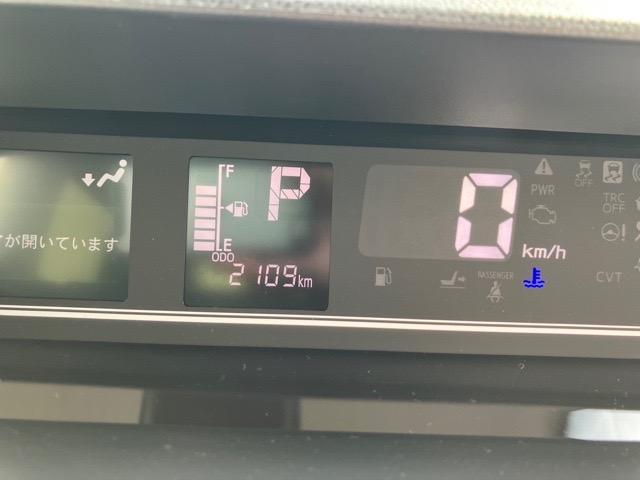 が開いています
F
E
P
ODO
2109km
0
km/h
PASSENGER
PWR
OFF
TRC
OFF
CVT